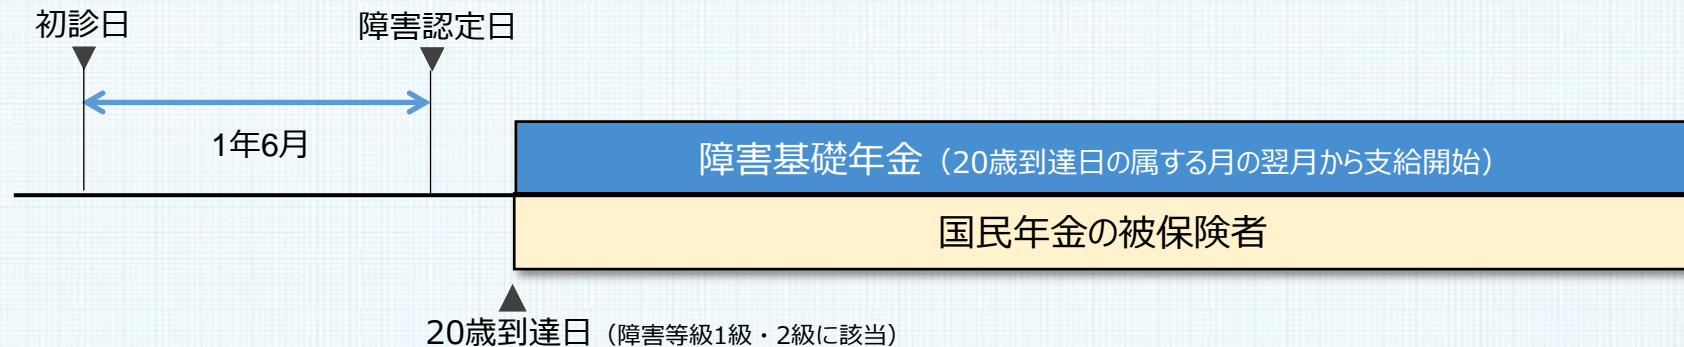 初診日
障害認定日
1年6月
障害基礎年金（20歳到達日の属する月の翌月から支給開始）
国民年金の被保険者
20歳到達日（障害等級1級・2級に該当）